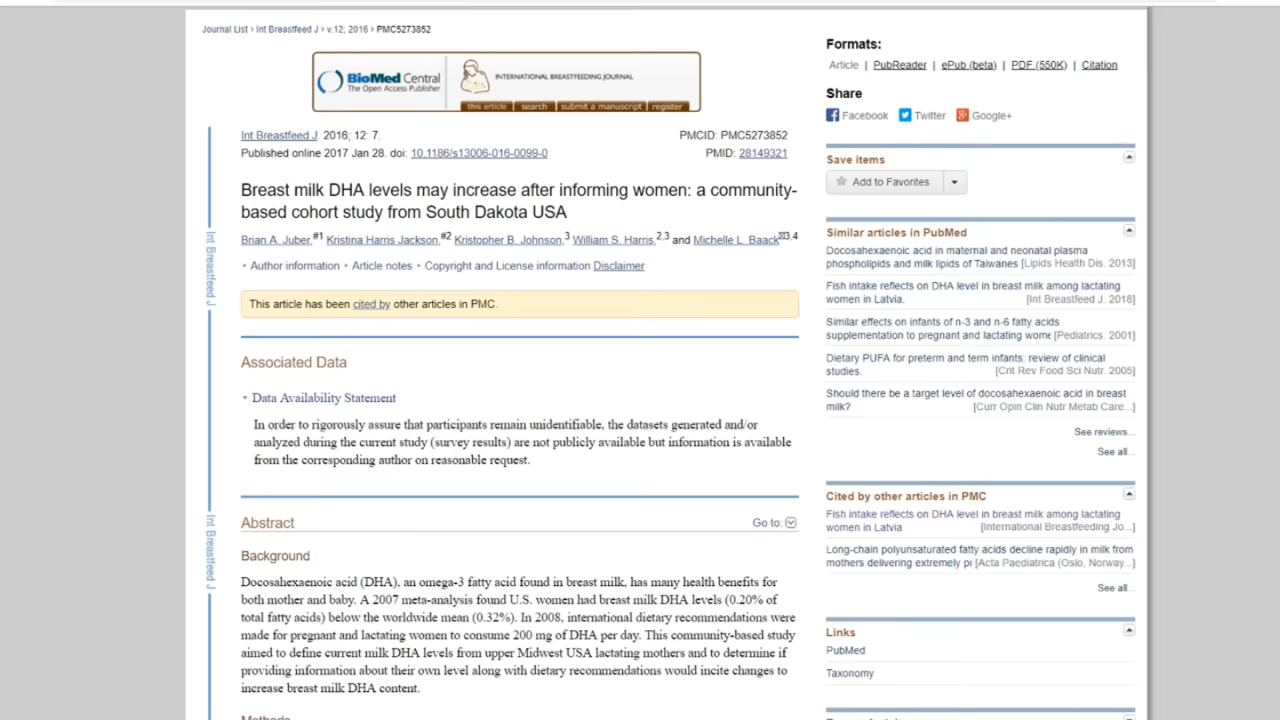 Journal List > Int Breastfeed J > v.12; 2016 > PMC5273852
BioMed Central
The Open Access Publisher
INTERNATIONAL BREASTFEEDING JOURNAL
this article | search | submit a manuscript | register
Int Breastfeed J. 2016; 12: 7. PMCID: PMC5273852
Published online 2017 Jan 28. doi: 10.1186/s13006-016-0099-0 PMID: 28149321
Breast milk DHA levels may increase after informing women: a community-
based cohort study from South Dakota USA
Brian A. Juber,#1 Kristina Harris Jackson,#2 Kristopher B. Johnson,3 William S. Harris,2,3 and Michelle L. Baack3,4
Author information • Article notes • Copyright and License information Disclaimer
This article has been cited by other articles in PMC.
Associated Data
Data Availability Statement
In order to rigorously assure that participants remain unidentifiable, the datasets generated and/or
analyzed during the current study (survey results) are not publicly available but information is available
from the corresponding author on reasonable request.
Abstract Go to:
Background
Docosahexaenoic acid (DHA), an omega-3 fatty acid found in breast milk, has many health benefits for
both mother and baby. A 2007 meta-analysis found U.S. women had breast milk DHA levels (0.20% of
total fatty acids) below the worldwide mean (0.32%). In 2008, international dietary recommendations were
made for pregnant and lactating women to consume 200 mg of DHA per day. This community-based study
aimed to define current milk DHA levels from upper Midwest USA lactating mothers and to determine if
providing information about their own level along with dietary recommendations would incite changes to
increase breast milk DHA content.
Methods
Int Breastfeed J
Int Breastfeed J
Formats:
Article | PubReader | ePub (beta) | PDF (550K) | Citation
Share
Facebook Twitter Google+
Save items
Add to Favorites
Similar articles in PubMed
Docosahexaenoic acid in maternal and neonatal plasma
phospholipids and milk lipids of Taiwanes [Lipids Health Dis. 2013]
Fish intake reflects on DHA level in breast milk among lactating
women in Latvia. [Int Breastfeed J. 2018]
Similar effects on infants of n-3 and n-6 fatty acids
supplementation to pregnant and lactating wome [Pediatrics. 2001]
Dietary PUFA for preterm and term infants: review of clinical
studies. [Crit Rev Food Sci Nutr. 2005]
Should there be a target level of docosahexaenoic acid in breast
milk? [Curr Opin Clin Nutr Metab Care...]
See reviews...
See all...
Cited by other articles in PMC
Fish intake reflects on DHA level in breast milk among lactating
women in Latvia [International Breastfeeding Jo...]
Long-chain polyunsaturated fatty acids decline rapidly in milk from
mothers delivering extremely pr [Acta Paediatrica (Oslo, Norway...]
See all...
Links
PubMed
Taxonomy